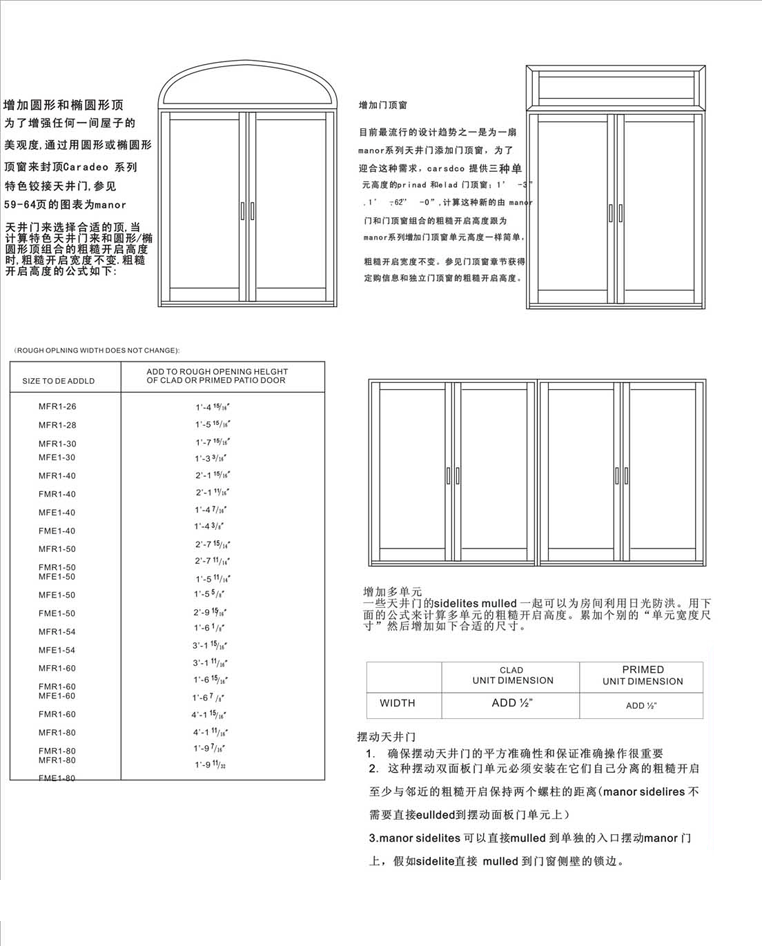 增加圆形和椭圆形顶
为了增强任何一间屋子的
美观度,通过用圆形或椭圆形
顶窗来封顶Caradeo 系列
特色铰接天井门,参见
59-64页的图表为manor
天井门来选择合适的顶,当
计算特色天井门来和圆形/椭
圆形顶组合的粗糙开启高度
时,粗糙开启宽度不变.粗糙
开启高度的公式如下:
增加门顶窗
目前最流行的设计趋势之一是为一扇
manor系列天井门添加门顶窗，为了
迎合这种需求，carsdco 提供三种单
元高度的prinad 和elad 门顶窗：1’ -3”
.1’ -62” -0”,计算这种新的由 manor
门和门顶窗组合的粗糙开启高度跟为
manor系列增加门顶窗单元高度一样简单，
粗糙开启宽度不变。参见门顶窗章节获得
定购信息和独立门顶窗的粗糙开启高度。
(ROUGH OPLNING WIDTH DOES NOT CHANGE):
SIZE TO DE ADDLD
ADD TO ROUGH OPENING HELGHT
OF CLAD OR PRIMED PATIO DOOR
MFR1-26 1'-4 15/16"
MFR1-28 1'-5 15/16"
MFR1-30 1'-7 15/16"
MFE1-30 1'-3 3/16"
MFR1-40 2'-1 15/16"
FMR1-40 2'-1 11/16"
MFE1-40 1'-4 7/16"
FME1-40 1'-4 3/8"
MFR1-50 2'-7 15/16"
FMR1-50 2'-7 11/16"
MFE1-50 1'-5 11/16"
MFE1-50 1'-5 5/8"
FME1-50 2'-9 15/16"
MFR1-54 1'-6 1/8"
MFE1-54 3'-1 15/16"
MFR1-60 3'-1 11/16"
FMR1-60 1'-6 15/16"
MFE1-60 1'-6 7/8"
FMR1-60 4'-1 15/16"
MFR1-80 4'-1 11/16"
FMR1-80 1'-9 7/16"
MFR1-80 1'-9 11/32
FME1-80
增加多单元
一些天井门的sidelites mulled 一起可以为房间利用日光防洪。用下
面的公式来计算多单元的粗糙开启高度。累加个别的“单元宽度尺
寸”然后增加如下合适的尺寸。
CLAD
UNIT DIMENSION
PRIMED
UNIT DIMENSION
WIDTH ADD ½” ADD ½”
摆动天井门
1. 确保摆动天井门的平方准确性和保证准确操作很重要
2. 这种摆动双面板门单元必须安装在它们自己分离的粗糙开启
至少与邻近的粗糙开启保持两个螺柱的距离(manor sidelires 不
需要直接eullded到摆动面板门单元上）
3.manor sidelites 可以直接mulled 到单独的入口摆动manor 门
上，假如sidelite直接 mulled 到门窗侧壁的锁边。